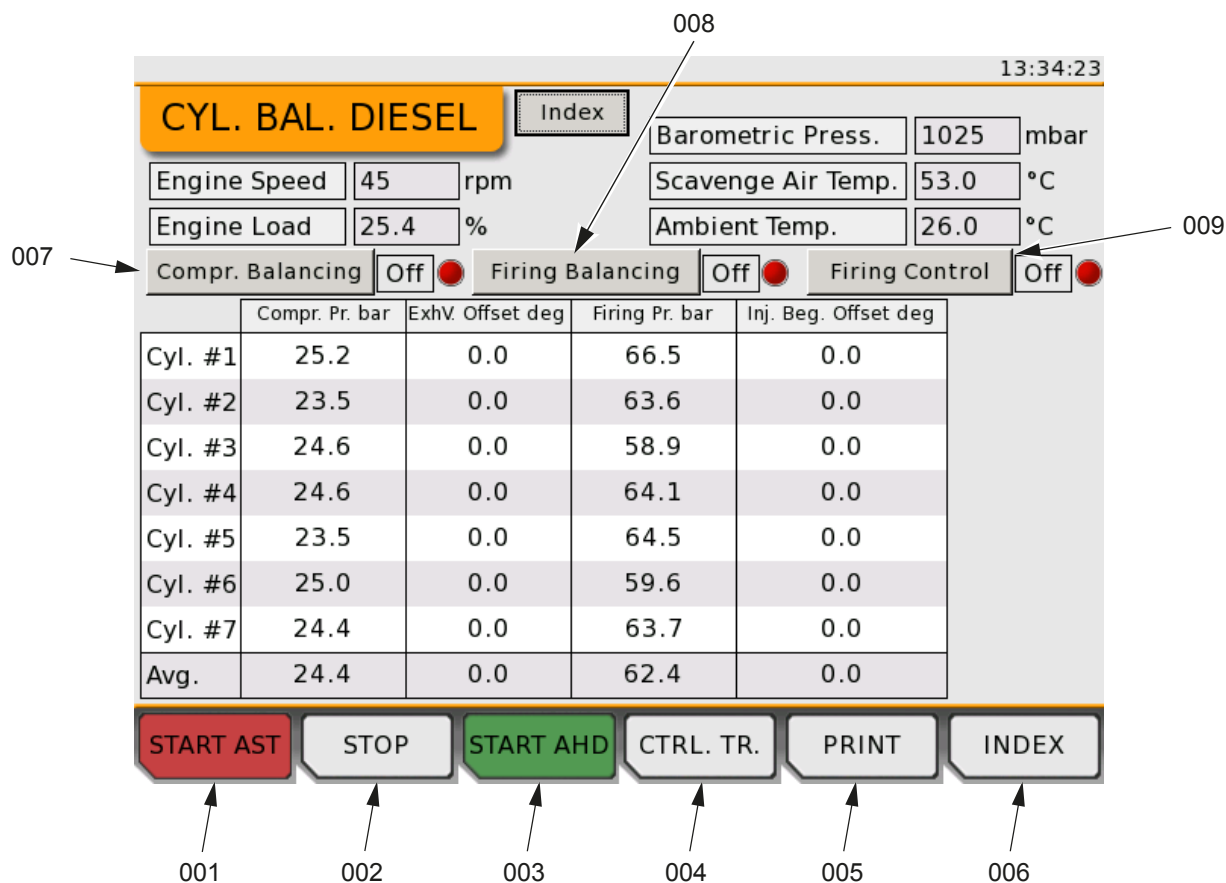 008
13:34:23
CYL. BAL. DIESEL Index
Barometric Press. 1025 mbar
Engine Speed 45 rpm Scavenge Air Temp. 53.0 °C
Engine Load 25.4 % Ambient Temp. 26.0 °C
009
007
Compr. Balancing Off Firing Balancing Off Firing Control Off
Compr. Pr. bar ExhV. Offset deg Firing Pr. bar Inj. Beg. Offset deg
Cyl. #1 25.2 0.0 66.5 0.0
Cyl. #2 23.5 0.0 63.6 0.0
Cyl. #3 24.6 0.0 58.9 0.0
Cyl. #4 24.6 0.0 64.1 0.0
Cyl. #5 23.5 0.0 64.5 0.0
Cyl. #6 25.0 0.0 59.6 0.0
Cyl. #7 24.4 0.0 63.7 0.0
Avg. 24.4 0.0 62.4 0.0
START AST STOP START AHD CTRL. TR. PRINT INDEX
001 002 003 004 005 006